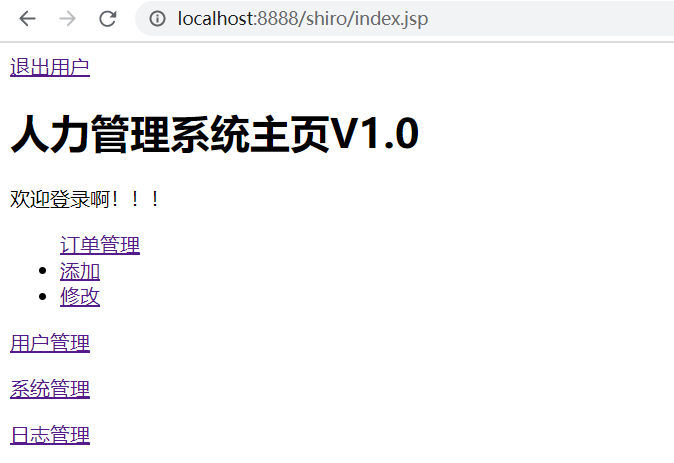 localhost:8888/shiro/index.jsp
退出用户
人力管理系统主页V1.0
欢迎登录啊！！！
订单管理
添加
修改
用户管理
系统管理
日志管理